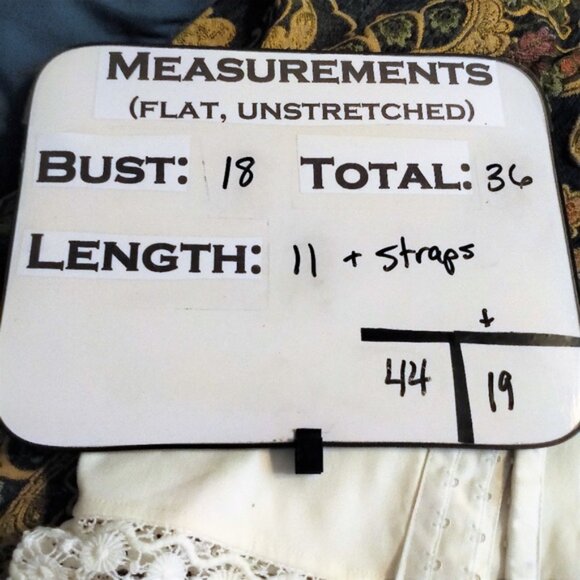 MEASUREMENTS
(FLAT, UNSTRETCHED)
BUST: 18 TOTAL: 36
LENGTH: 11 + straps
+
44 19